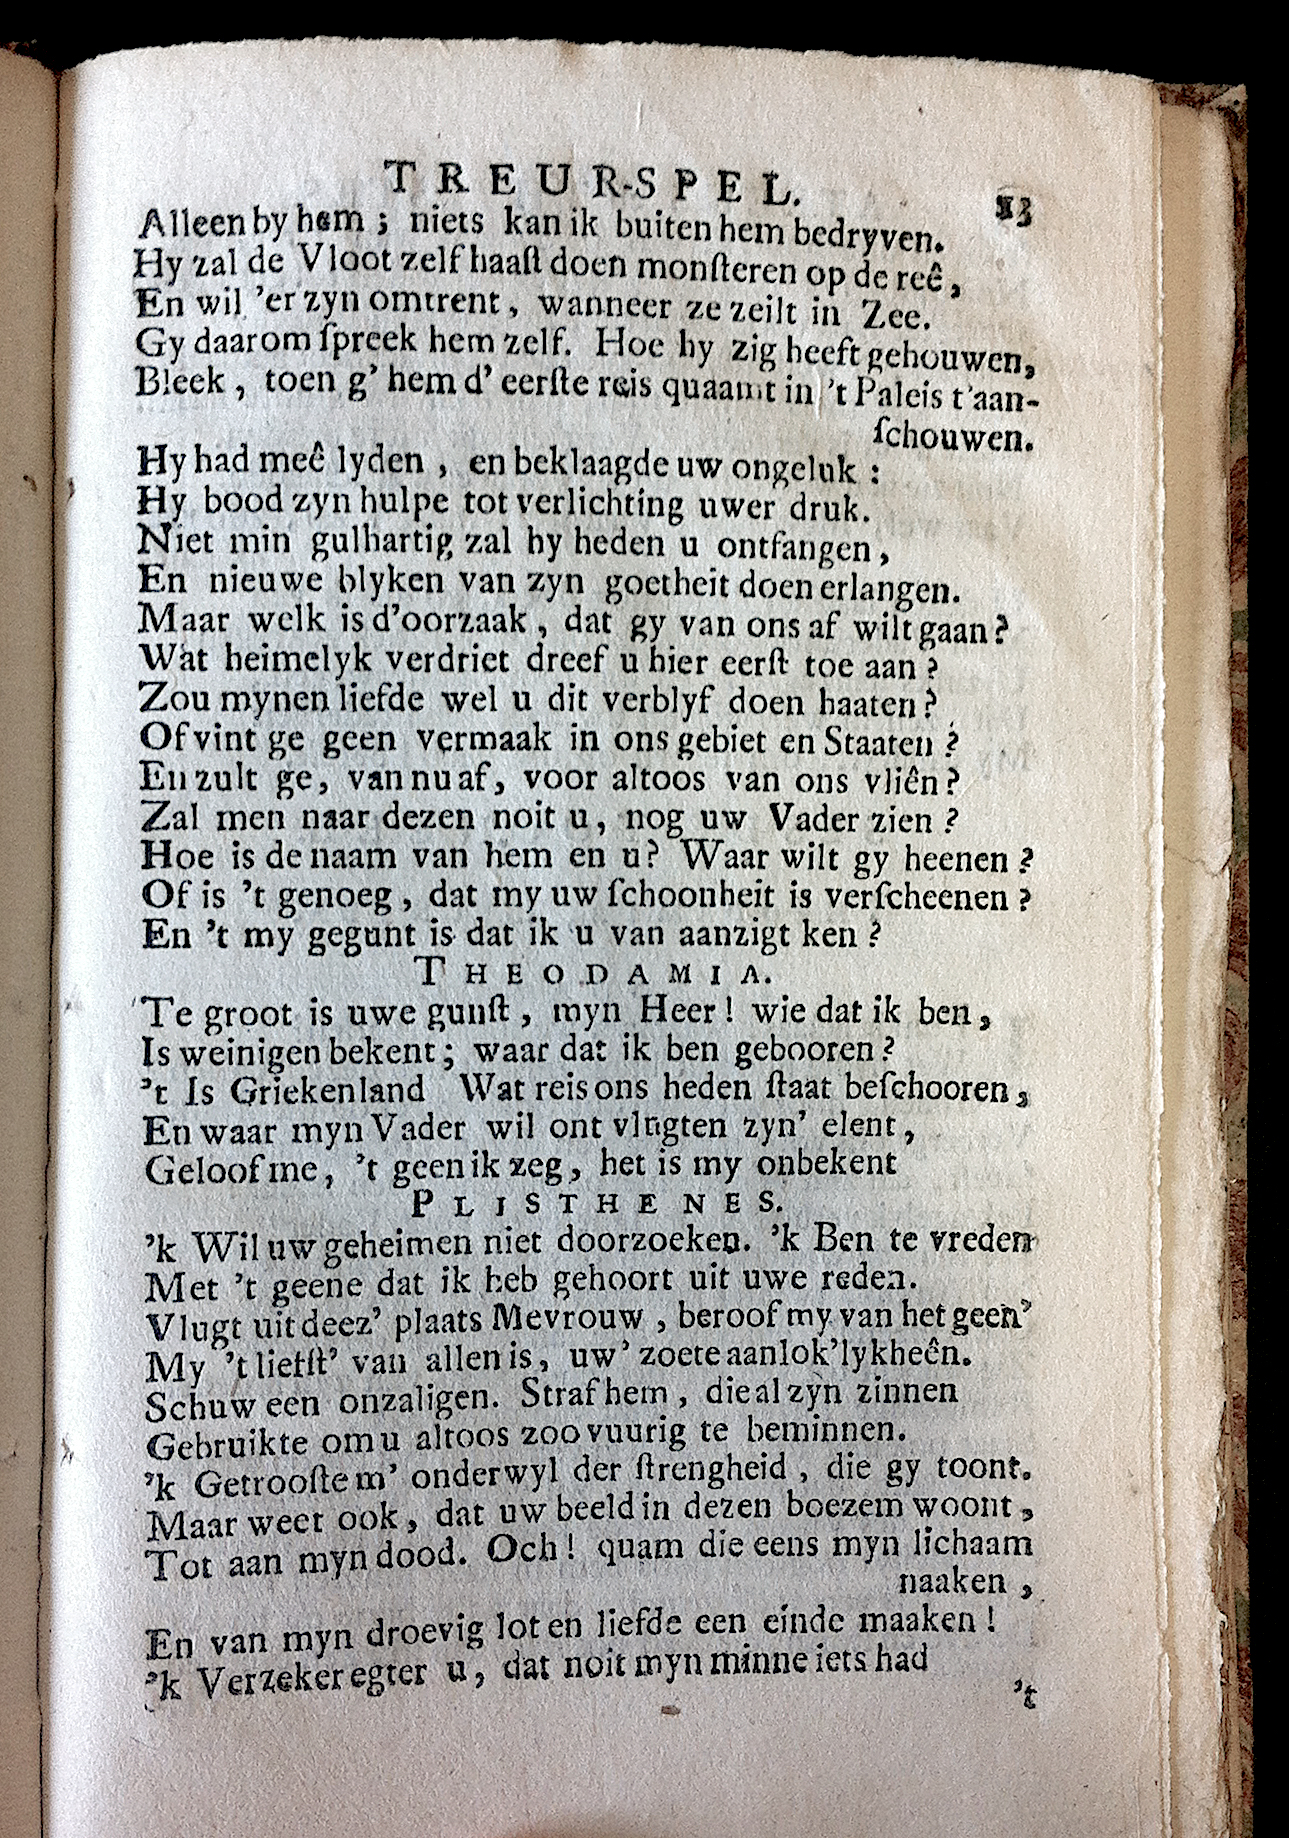 TREUR-SPEL. 13
Alleen by hem; niets kan ik buiten hem bedryven.
Hy zal de Vloot zelf haaſt doen monſteren op de reê,
En wil 'er zyn omtrent, wanneer ze zeilt in Zee.
Gy daarom ſpreek hem zelf. Hoe hy zig heeft gehouwen,
Bleek, toen g' hem d' eerſte reis quaamt in 't Paleis t'aan-
ſchouwen.
Hy had meê lyden, en beklaagde uw ongeluk:
Hy bood zyn hulpe tot verlichting uwer druk.
Niet min gulhartig zal hy heden u ontfangen,
En nieuwe blyken van zyn goetheit doen erlangen.
Maar welk is d'oorzaak, dat gy van ons af wilt gaan?
Wat heimelyk verdriet dreef u hier eerſt toe aan?
Zou mynen liefde wel u dit verblyf doen haaten?
Of vint ge geen vermaak in ons gebiet en Staaten?
En zult ge, van nu af, voor altoos van ons vliên?
Zal men naar dezen noit u, nog uw Vader zien?
Hoe is de naam van hem en u? Waar wilt gy heenen?
Of is 't genoeg, dat my uw ſchoonheit is verſcheenen?
En 't my gegunt is dat ik u van aanzigt ken?
THEODAMIA.
Te groot is uwe gunſt, myn Heer! wie dat ik ben,
Is weinigen bekent; waar dat ik ben gebooren?
't Is Griekenland Wat reis ons heden ſtaat beſchooren,
En waar myn Vader wil ont vlugten zyn' elent,
Geloof me, 't geen ik zeg, het is my onbekent
PLISTHENES.
'k Wil uw geheimen niet doorzoeken. 'k Ben te vreden
Met 't geene dat ik heb gehoort uit uwe reden.
Vlugt uit deez' plaats Mevrouw, beroof my van het geen'
My 't liefſt' van allen is, uw' zoete aanlok'lykheên.
Schuw een onzaligen. Straf hem, die al zyn zinnen
Gebruikte om u altoos zoo vuurig te beminnen.
'k Getrooſte m' onderwyl der ſtrengheid, die gy toont.
Maar weet ook, dat uw beeld in dezen boezem woont,
Tot aan myn dood. Och! quam die eens myn lichaam
naaken,
En van myn droevig lot en liefde een einde maaken!
'k Verzeker egter u, dat noit myn minne iets had
't